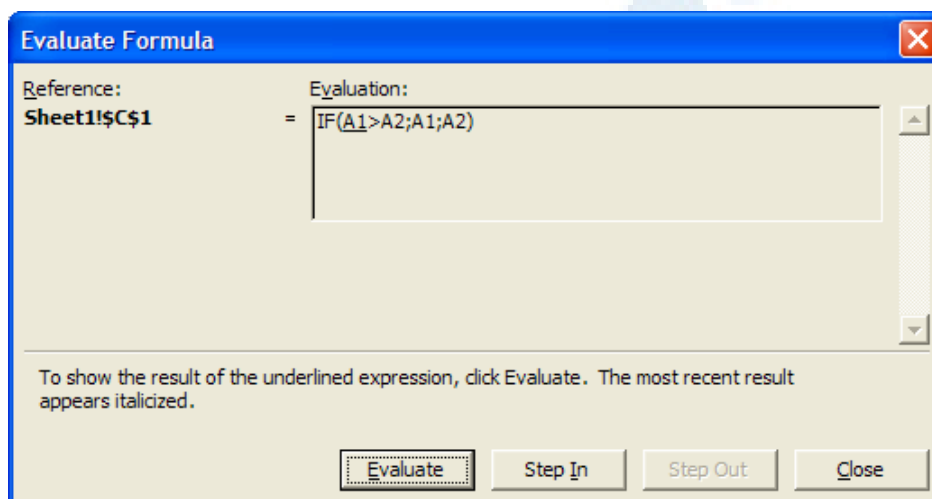 Evaluate Formula
Reference:
Evaluation:
Sheet1!$C$1
= IF(A1>A2;A1;A2)
To show the result of the underlined expression, click Evaluate. The most recent result
appears italicized.
Evaluate
Step In
Step Out
Close